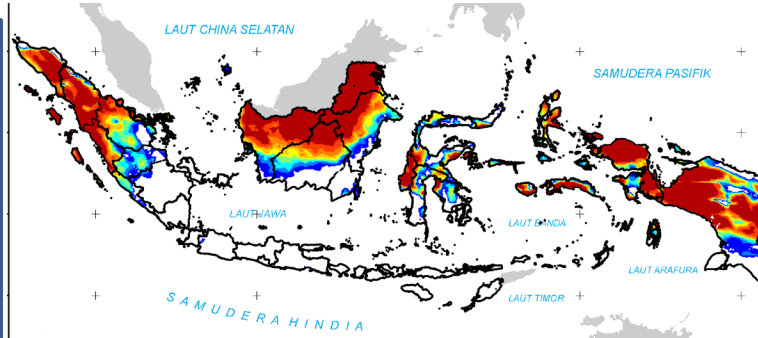 LAUT CHINA SELATAN
SAMUDERA PASIFIK
LAUT JAWA
LAUT BANDA
LAUT ARAFURA
SAMUDERA HINDIA
LAUT TIMOR